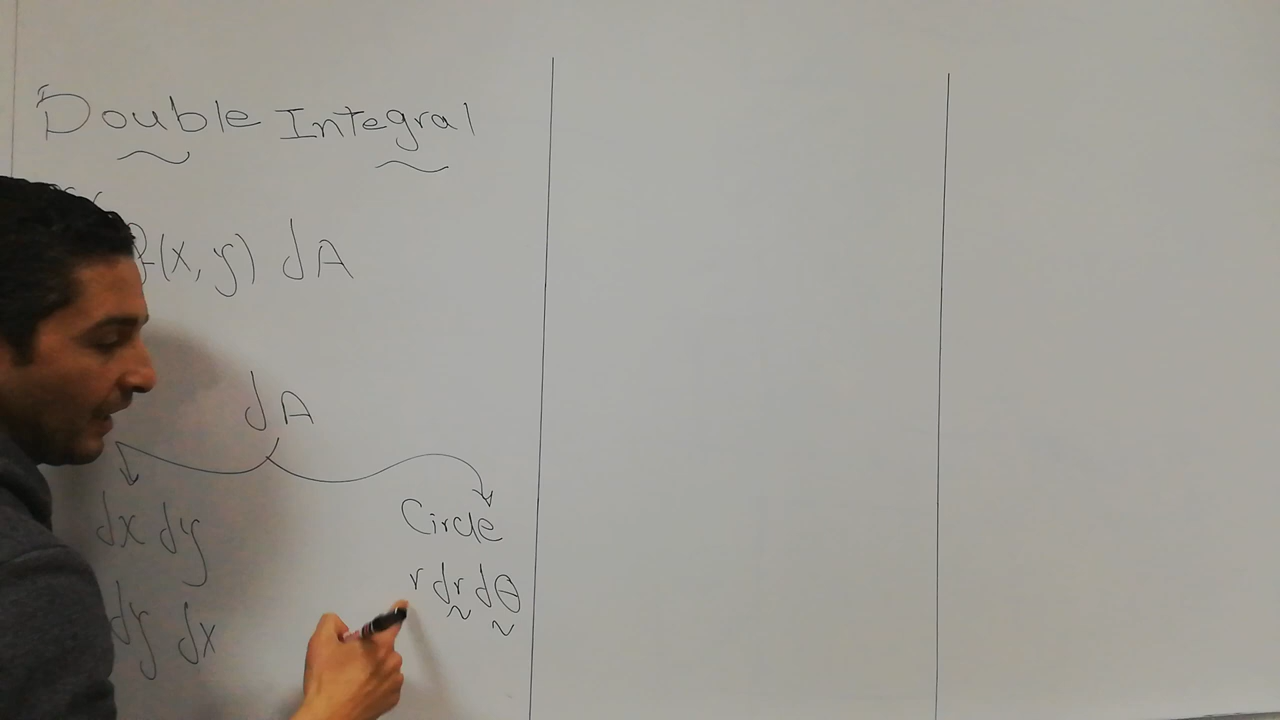 Double Integral
f(x, y) dA
dA
dx dy
dy dx
Circle
r dr dθ